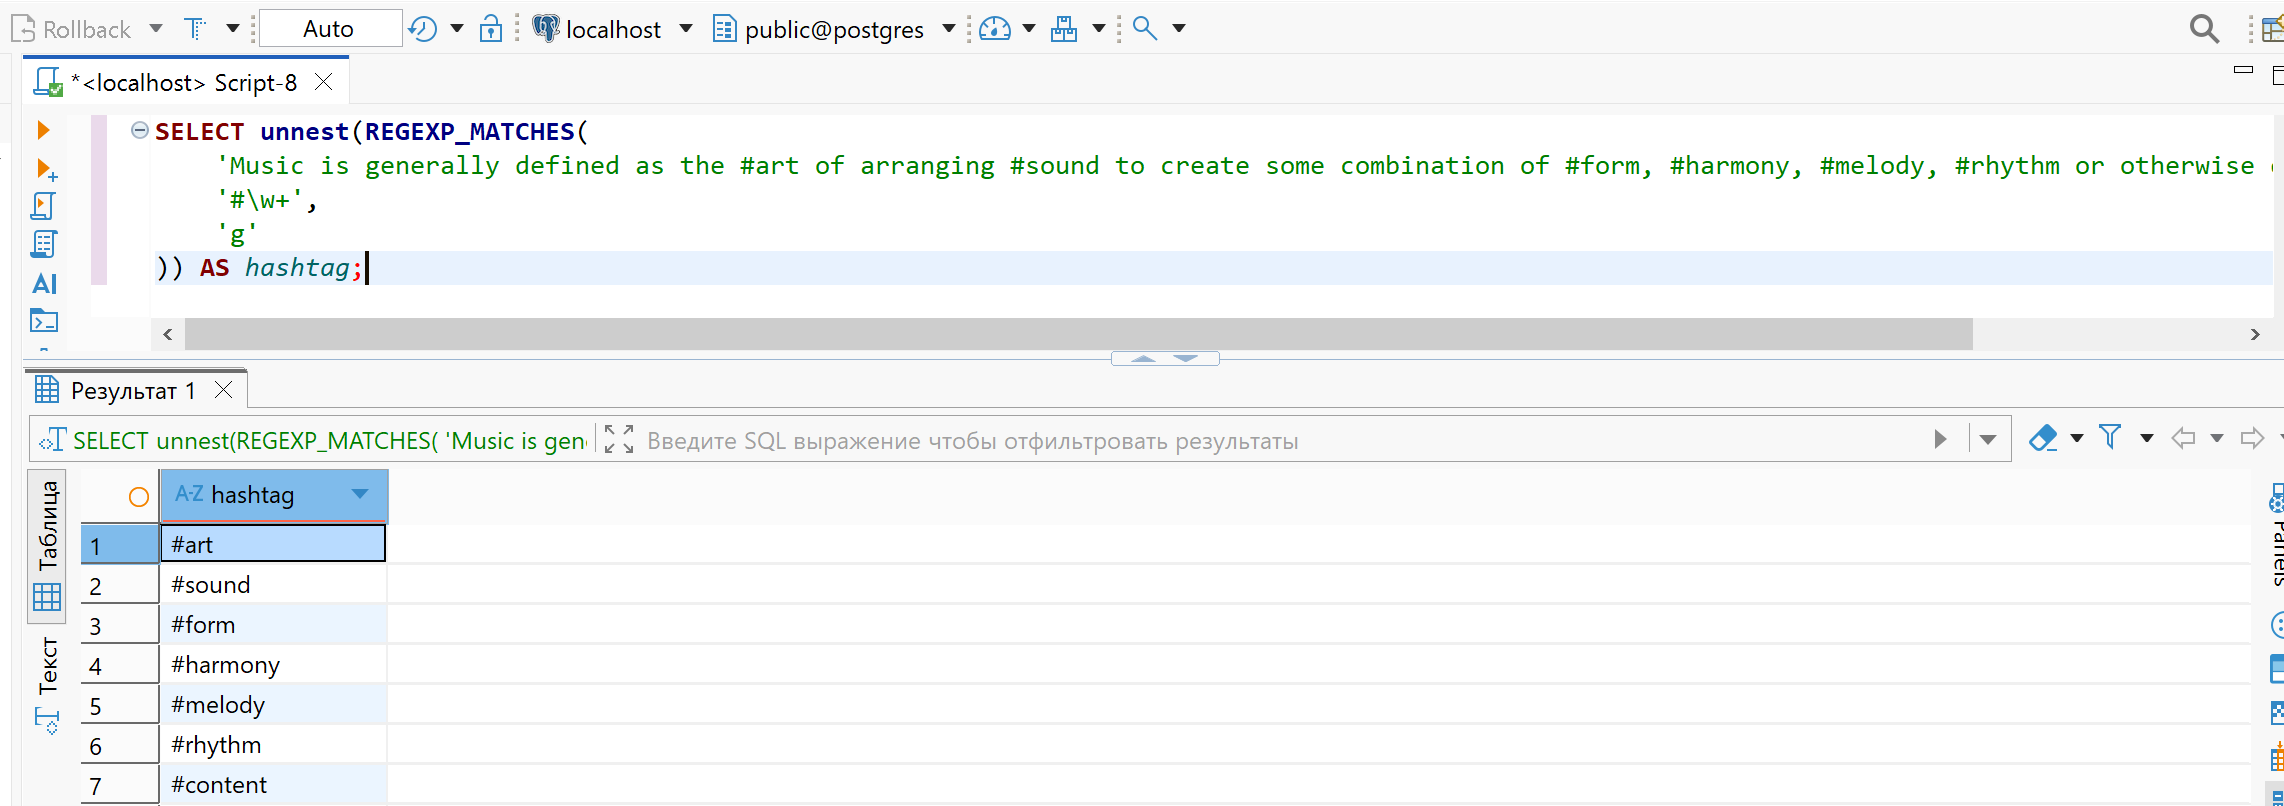 Rollback Auto localhost public@postgres
*<localhost> Script-8
SELECT unnest(REGEXP_MATCHES(
'Music is generally defined as the #art of arranging #sound to create some combination of #form, #harmony, #melody, #rhythm or otherwise
'#\w+',
'g'
)) AS hashtag;
AI
Результат 1
SELECT unnest(REGEXP_MATCHES( 'Music is gen Введите SQL выражение чтобы отфильтровать результаты
Таблица
Текст
A-Z hashtag
1 #art
2 #sound
3 #form
4 #harmony
5 #melody
6 #rhythm
7 #content
Panels